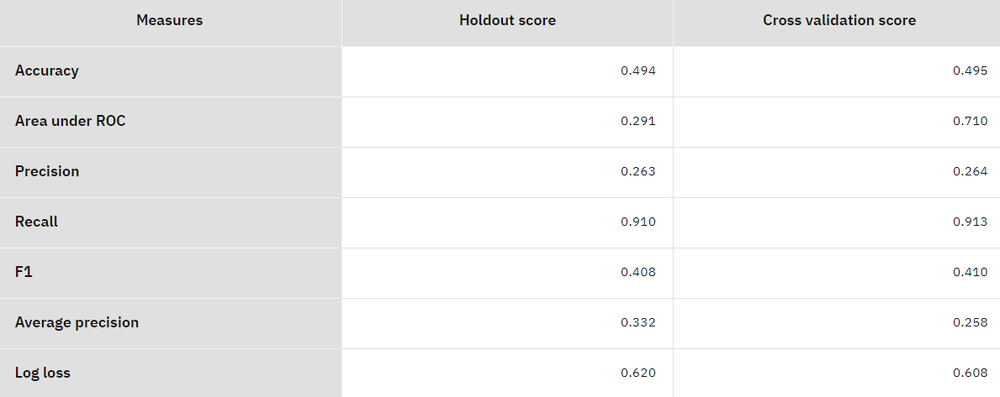 Measures Holdout score Cross validation score
Accuracy 0.494 0.495
Area under ROC 0.291 0.710
Precision 0.263 0.264
Recall 0.910 0.913
F1 0.408 0.410
Average precision 0.332 0.258
Log loss 0.620 0.608